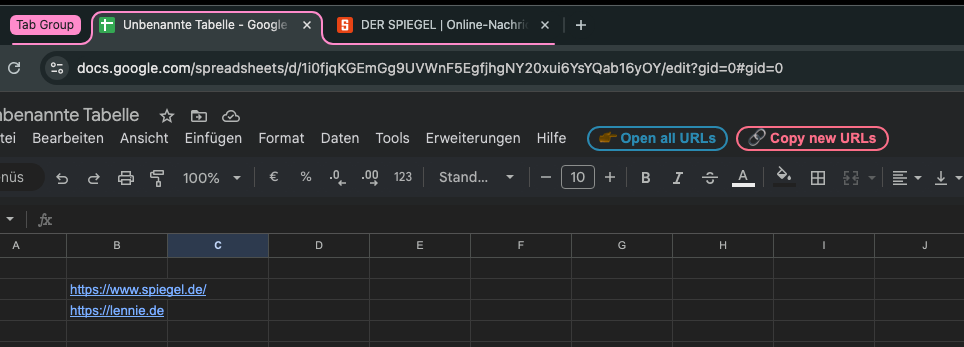 Tab Group
Unbenannte Tabelle - Google
DER SPIEGEL | Online-Nachri
docs.google.com/spreadsheets/d/1i0fjqKGEmGg9UVWnF5EgfjhgNY20xui6YsYQab16yOY/edit?gid=0#gid=0
nbenannte Tabelle
tei Bearbeiten Ansicht Einfügen Format Daten Tools Erweiterungen Hilfe Open all URLs Copy new URLs
nüs 100% € % .0 .00 123 Stand... 10 B I S A
fx
A B C D E F G H I J
https://www.spiegel.de/
https://lennie.de